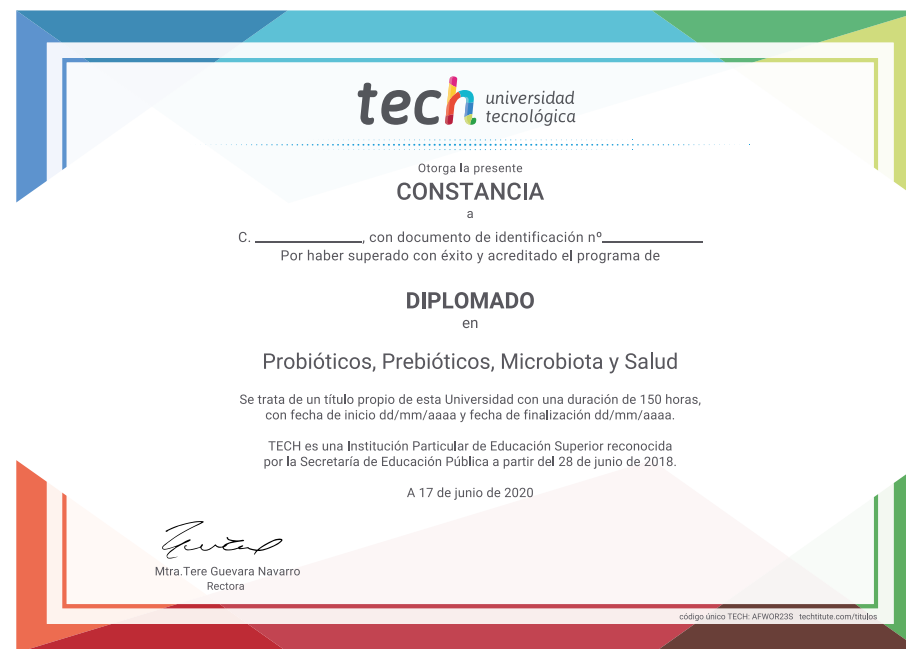 tech universidad
tecnológica
Otorga la presente
CONSTANCIA
a
C. ____________, con documento de identificación nº____________
Por haber superado con éxito y acreditado el programa de
DIPLOMADO
en
Probióticos, Prebióticos, Microbiota y Salud
Se trata de un título propio de esta Universidad con una duración de 150 horas,
con fecha de inicio dd/mm/aaaa y fecha de finalización dd/mm/aaaa.
TECH es una Institución Particular de Educación Superior reconocida
por la Secretaría de Educación Pública a partir del 28 de junio de 2018.
A 17 de junio de 2020
Mtra.Tere Guevara Navarro
Rectora
código único TECH: AFWOR23S techtitute.com/titulos